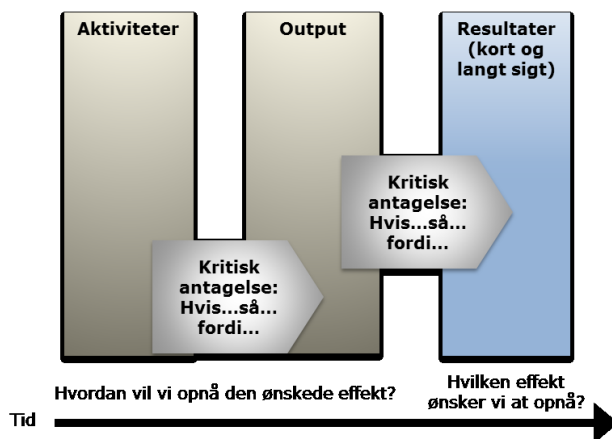 Aktiviteter
Output
Resultater
(kort og
langt sigt)
Kritisk
antagelse:
Hvis...så...
fordi...
Kritisk
antagelse:
Hvis...så...
fordi...
Hvordan vil vi opnå den ønskede effekt?
Hvilken effekt
ønsker vi at opnå?
Tid